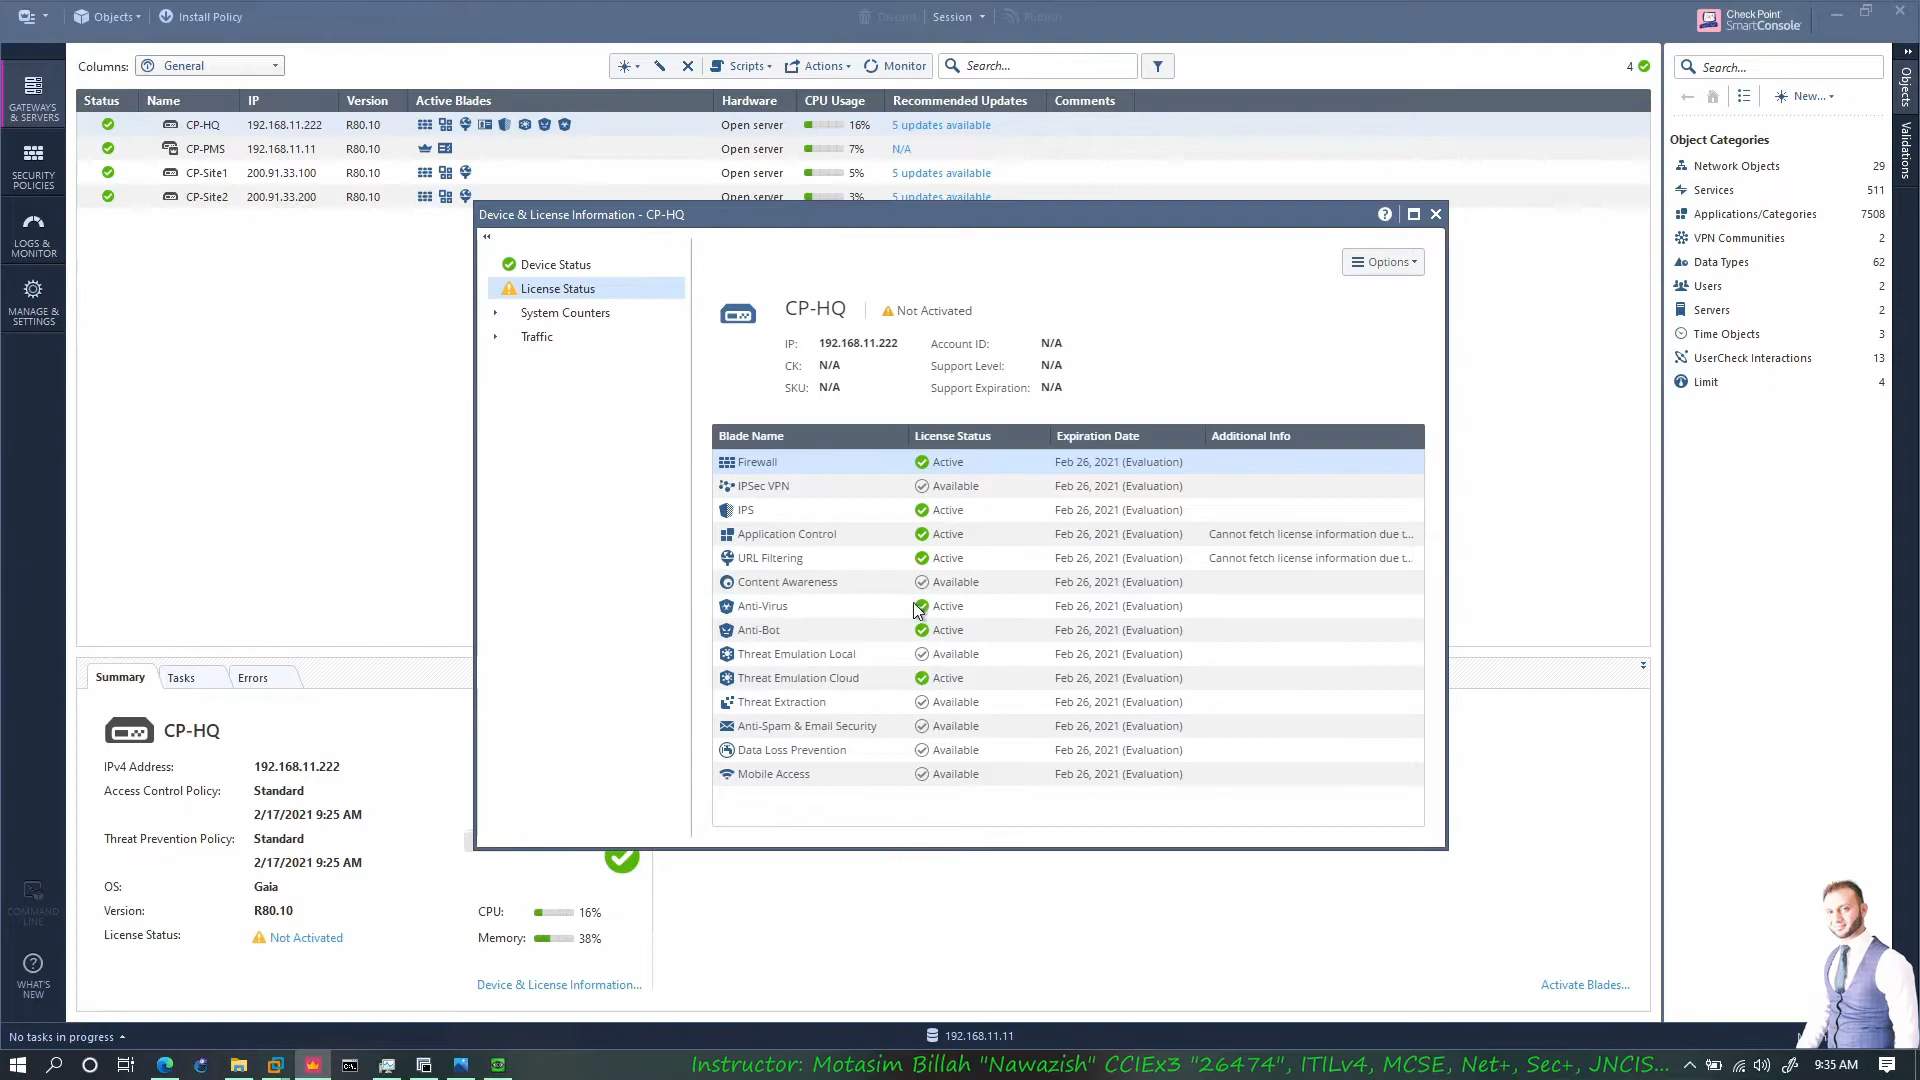 Objects
Install Policy
Discard
Session
Publish
Check Point
SmartConsole
GATEWAYS
& SERVERS
SECURITY
POLICIES
LOGS &
MONITOR
MANAGE &
SETTINGS
COMMAND
LINE
WHAT'S
NEW
Columns: General
Scripts
Actions
Monitor
Search...
4
Status Name IP Version Active Blades Hardware CPU Usage Recommended Updates Comments
CP-HQ 192.168.11.222 R80.10 Open server 16% 5 updates available
CP-PMS 192.168.11.11 R80.10 Open server 7% N/A
CP-Site1 200.91.33.100 R80.10 Open server 5% 5 updates available
CP-Site2 200.91.33.200 R80.10 Open server 3% 5 updates available
Device & License Information - CP-HQ
Device Status
License Status
System Counters
Traffic
Options
CP-HQ Not Activated
IP: 192.168.11.222 Account ID: N/A
CK: N/A Support Level: N/A
SKU: N/A Support Expiration: N/A
Blade Name License Status Expiration Date Additional Info
Firewall Active Feb 26, 2021 (Evaluation)
IPSec VPN Available Feb 26, 2021 (Evaluation)
IPS Active Feb 26, 2021 (Evaluation)
Application Control Active Feb 26, 2021 (Evaluation) Cannot fetch license information due t...
URL Filtering Active Feb 26, 2021 (Evaluation) Cannot fetch license information due t...
Content Awareness Available Feb 26, 2021 (Evaluation)
Anti-Virus Active Feb 26, 2021 (Evaluation)
Anti-Bot Active Feb 26, 2021 (Evaluation)
Threat Emulation Local Available Feb 26, 2021 (Evaluation)
Threat Emulation Cloud Active Feb 26, 2021 (Evaluation)
Threat Extraction Available Feb 26, 2021 (Evaluation)
Anti-Spam & Email Security Available Feb 26, 2021 (Evaluation)
Data Loss Prevention Available Feb 26, 2021 (Evaluation)
Mobile Access Available Feb 26, 2021 (Evaluation)
Summary Tasks Errors
CP-HQ
IPv4 Address: 192.168.11.222
Access Control Policy: Standard
2/17/2021 9:25 AM
Threat Prevention Policy: Standard
2/17/2021 9:25 AM
OS: Gaia
Version: R80.10
License Status: Not Activated
CPU: 16%
Memory: 38%
Device & License Information...
Activate Blades...
Search...
New...
Object Categories
Network Objects 29
Services 511
Applications/Categories 7508
VPN Communities 2
Data Types 62
Users 2
Servers 2
Time Objects 3
UserCheck Interactions 13
Limit 4
Objects
Validations
No tasks in progress
192.168.11.11
Instructor: Motasim Billah "Nawazish" CCIEx3 "26474", ITILv4, MCSE, Net+, Sec+, JNCIS...
9:35 AM